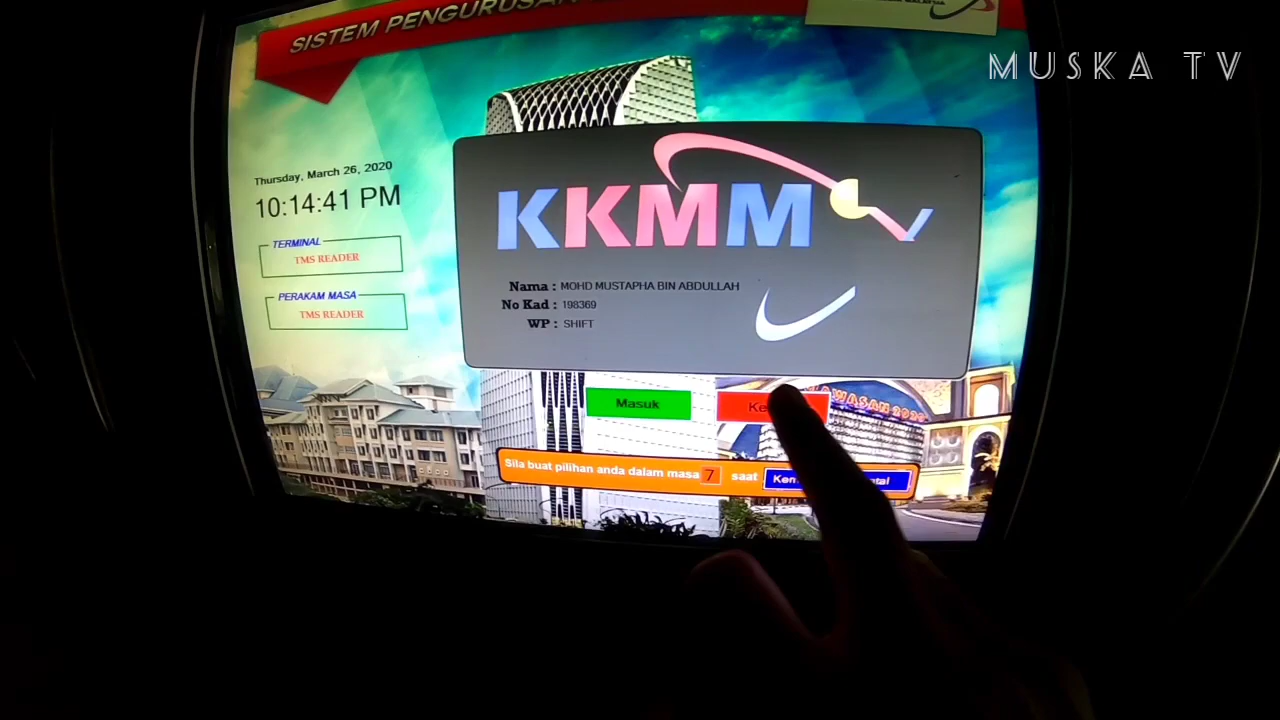 SISTEM PENGURUSAN
MUSKA TV
Thursday, March 26, 2020
10:14:41 PM
TERMINAL
TMS READER
PERAKAM MASA
TMS READER
KKMM
Nama : MOHD MUSTAPHA BIN ABDULLAH
No Kad : 198369
WP : SHIFT
Masuk
Sila buat pilihan anda dalam masa 7 saat